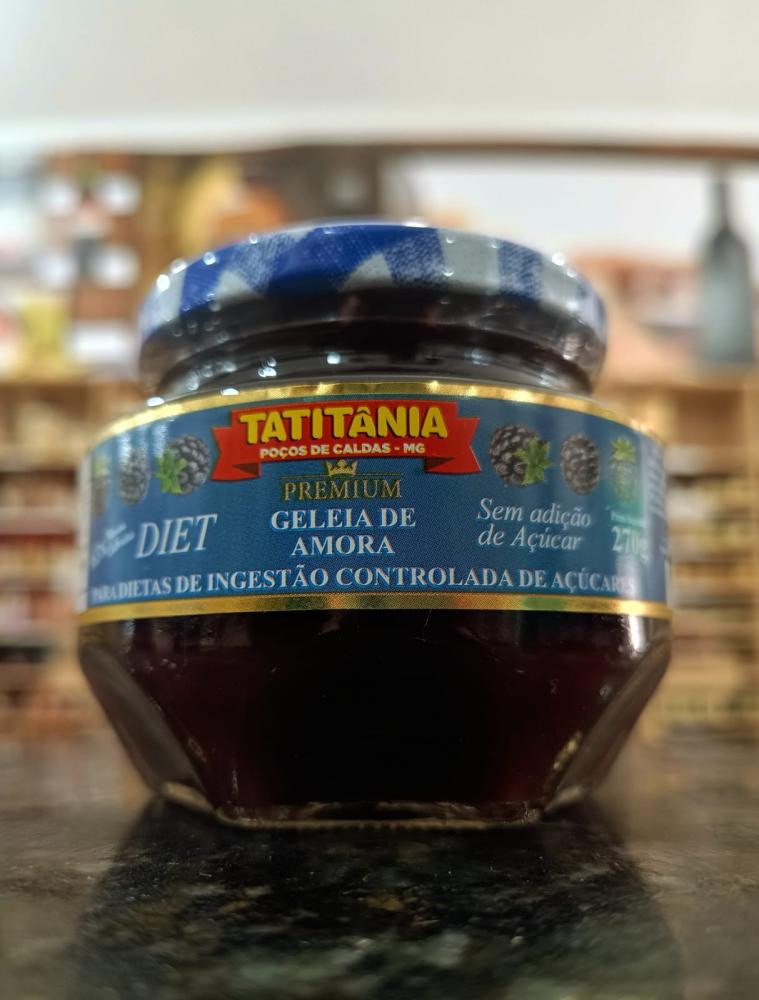 TATITÂNIA
POÇOS DE CALDAS - MG
PREMIUM
GELEIA DE
AMORA
DIET
Sem adição
de Açúcar
270g
PARA DIETAS DE INGESTÃO CONTROLADA DE AÇÚCARES